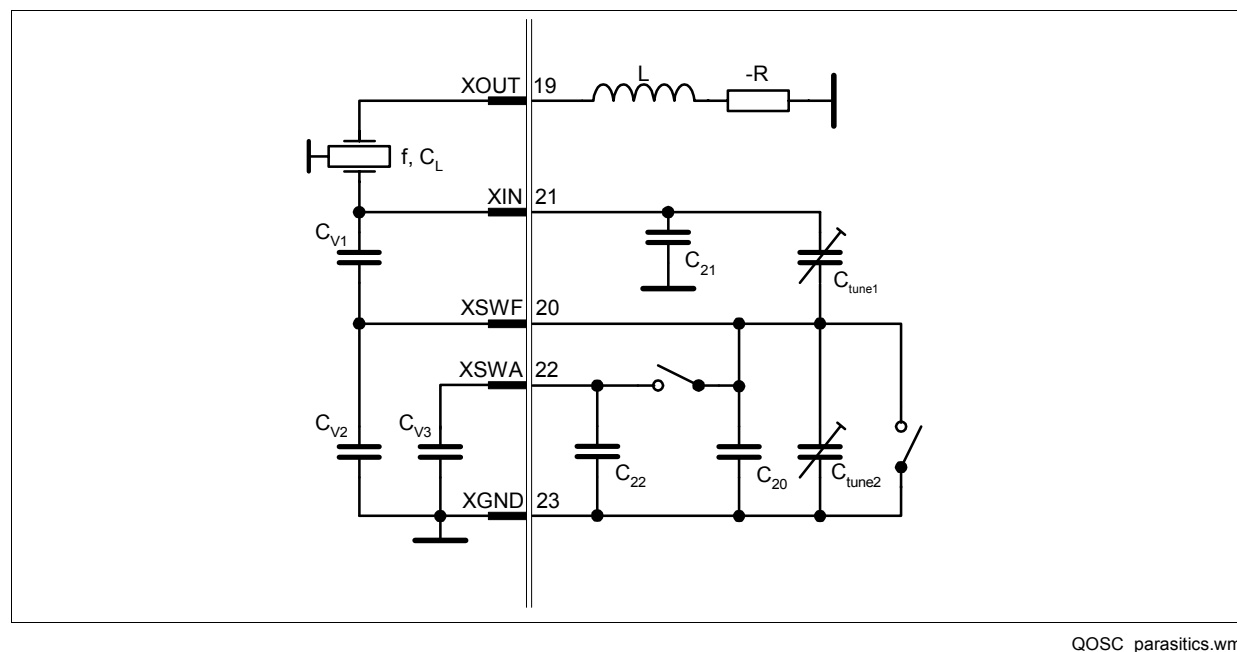 XOUT 19 L -R
f, C_L
XIN 21
C_V1 C_21 C_tune1
XSWF 20
XSWA 22
C_V2 C_V3 C_22 C_20 C_tune2
XGND 23
QOSC_parasitics.wm